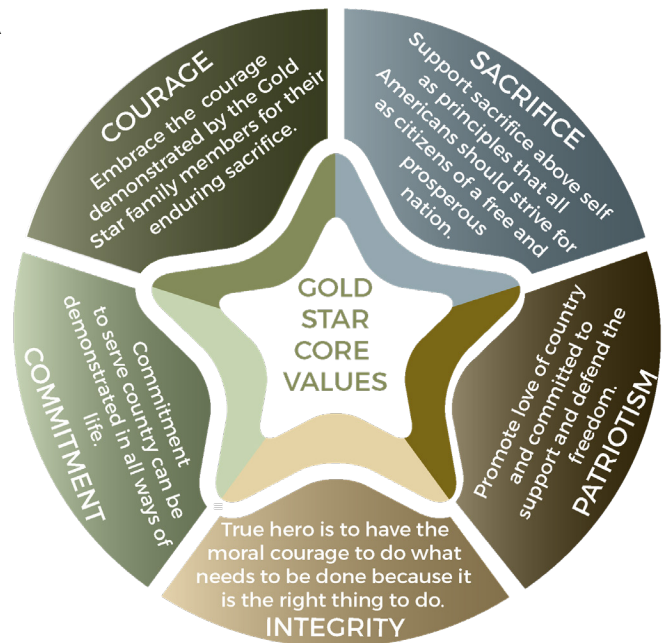 GOLD
STAR
CORE
VALUES
COURAGE
Embrace the courage
demonstrated by the Gold
Star family members for their
enduring sacrifice.
SACRIFICE
Support sacrifice above self
as principles that all
Americans should strive for
as citizens of a free and
prosperous
nation.
PATRIOTISM
Promote love of country
and committed to
support and defend the
freedom.
True hero is to have the
moral courage to do what
needs to be done because it
is the right thing to do.
INTEGRITY
COMMITMENT
Commitment
to serve country can be
demonstrated in all ways of
life.